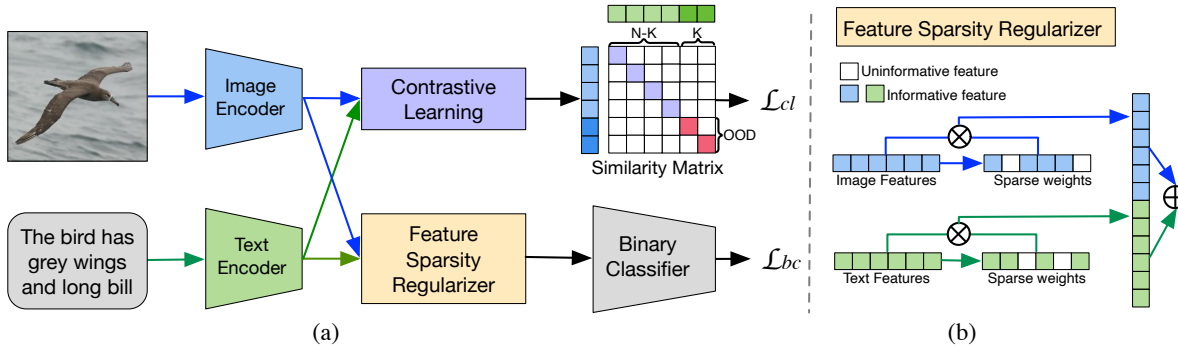 N-K
K
Image
Encoder
Contrastive
Learning
OOD
ℒcl
Similarity Matrix
The bird has
grey wings
and long bill
Text
Encoder
Feature
Sparsity
Regularizer
Binary
Classifier
ℒbc
(a)
Feature Sparsity Regularizer
Uninformative feature
Informative feature
Image Features
Sparse weights
Text Features
Sparse weights
(b)